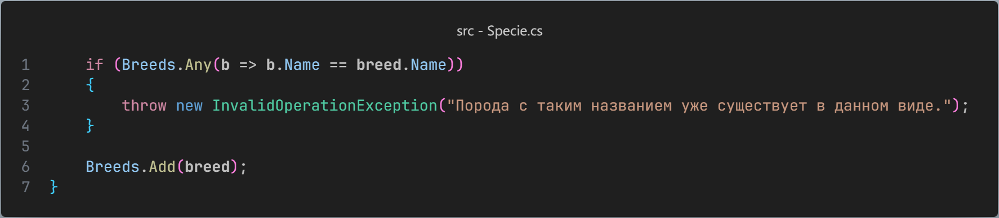 src - Specie.cs
1 if (Breeds.Any(b => b.Name == breed.Name))
2 {
3 throw new InvalidOperationException("Порода с таким названием уже существует в данном виде.");
4 }
5
6 Breeds.Add(breed);
7 }